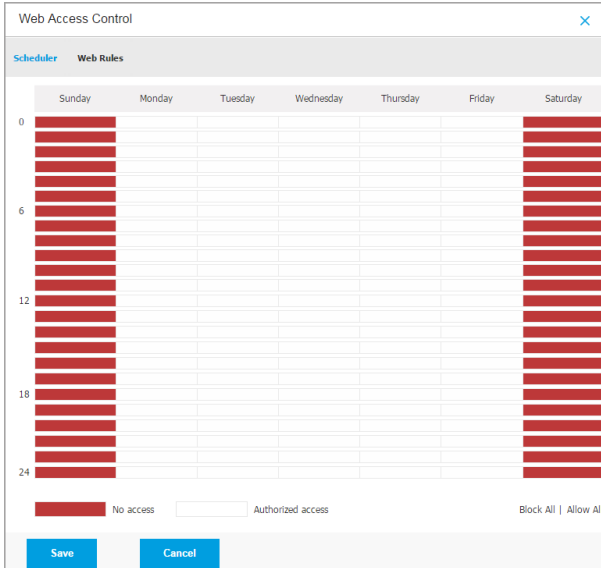 Web Access Control
Scheduler Web Rules
Sunday Monday Tuesday Wednesday Thursday Friday Saturday
0
6
12
18
24
No access Authorized access Block All | Allow Al
Save Cancel